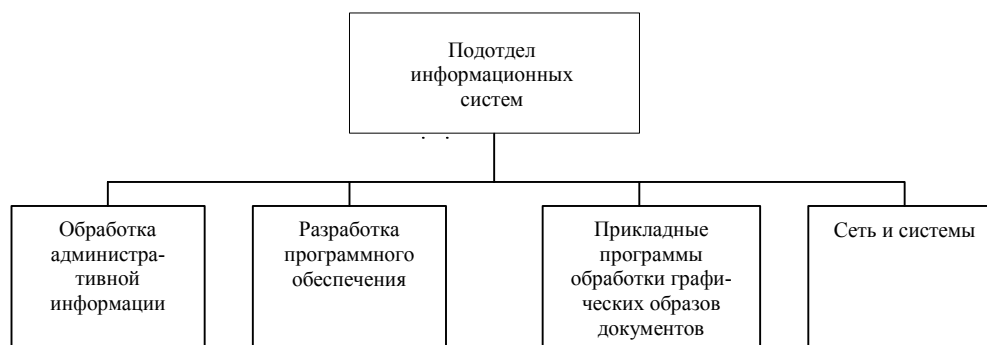 Подотдел
информационных
систем
Обработка
администра-
тивной
информации
Разработка
программного
обеспечения
Прикладные
программы
обработки графи-
ческих образов
документов
Сеть и системы